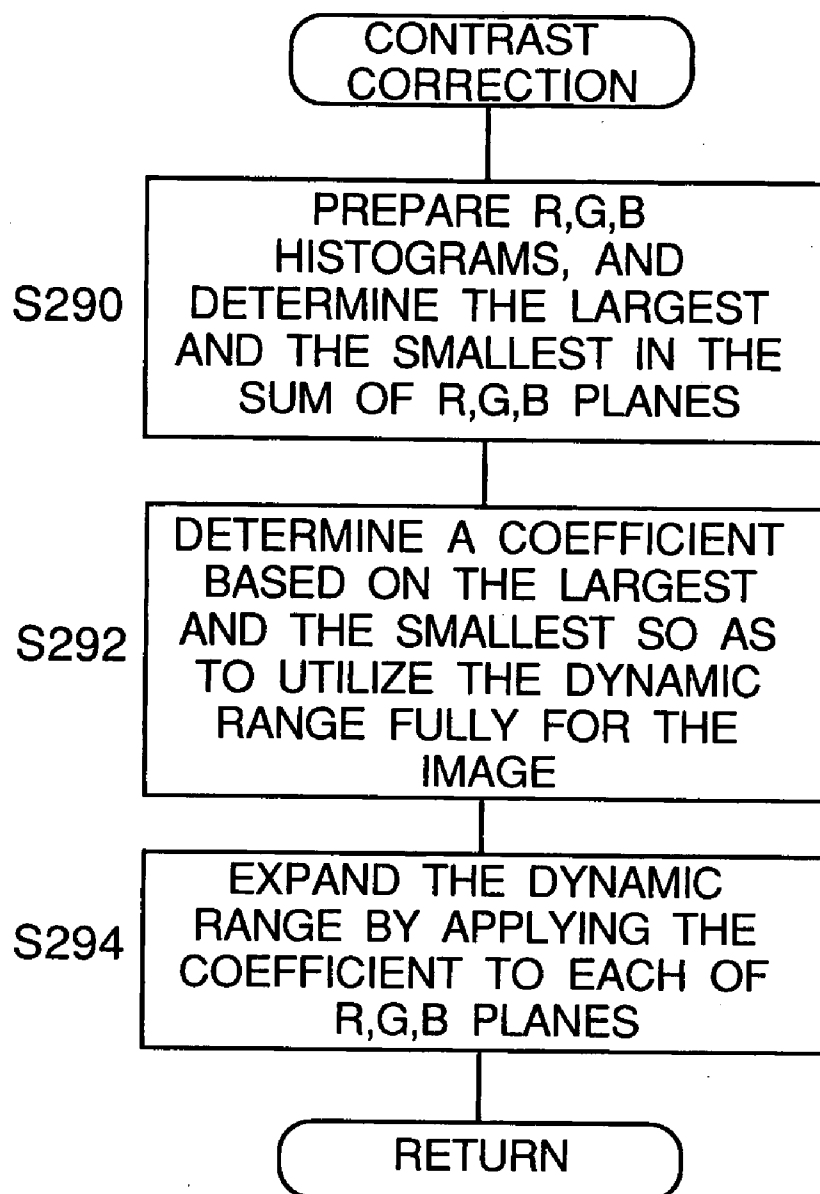 CONTRAST
CORRECTION
S290
PREPARE R,G,B
HISTOGRAMS, AND
DETERMINE THE LARGEST
AND THE SMALLEST IN THE
SUM OF R,G,B PLANES
S292
DETERMINE A COEFFICIENT
BASED ON THE LARGEST
AND THE SMALLEST SO AS
TO UTILIZE THE DYNAMIC
RANGE FULLY FOR THE
IMAGE
S294
EXPAND THE DYNAMIC
RANGE BY APPLYING THE
COEFFICIENT TO EACH OF
R,G,B PLANES
RETURN